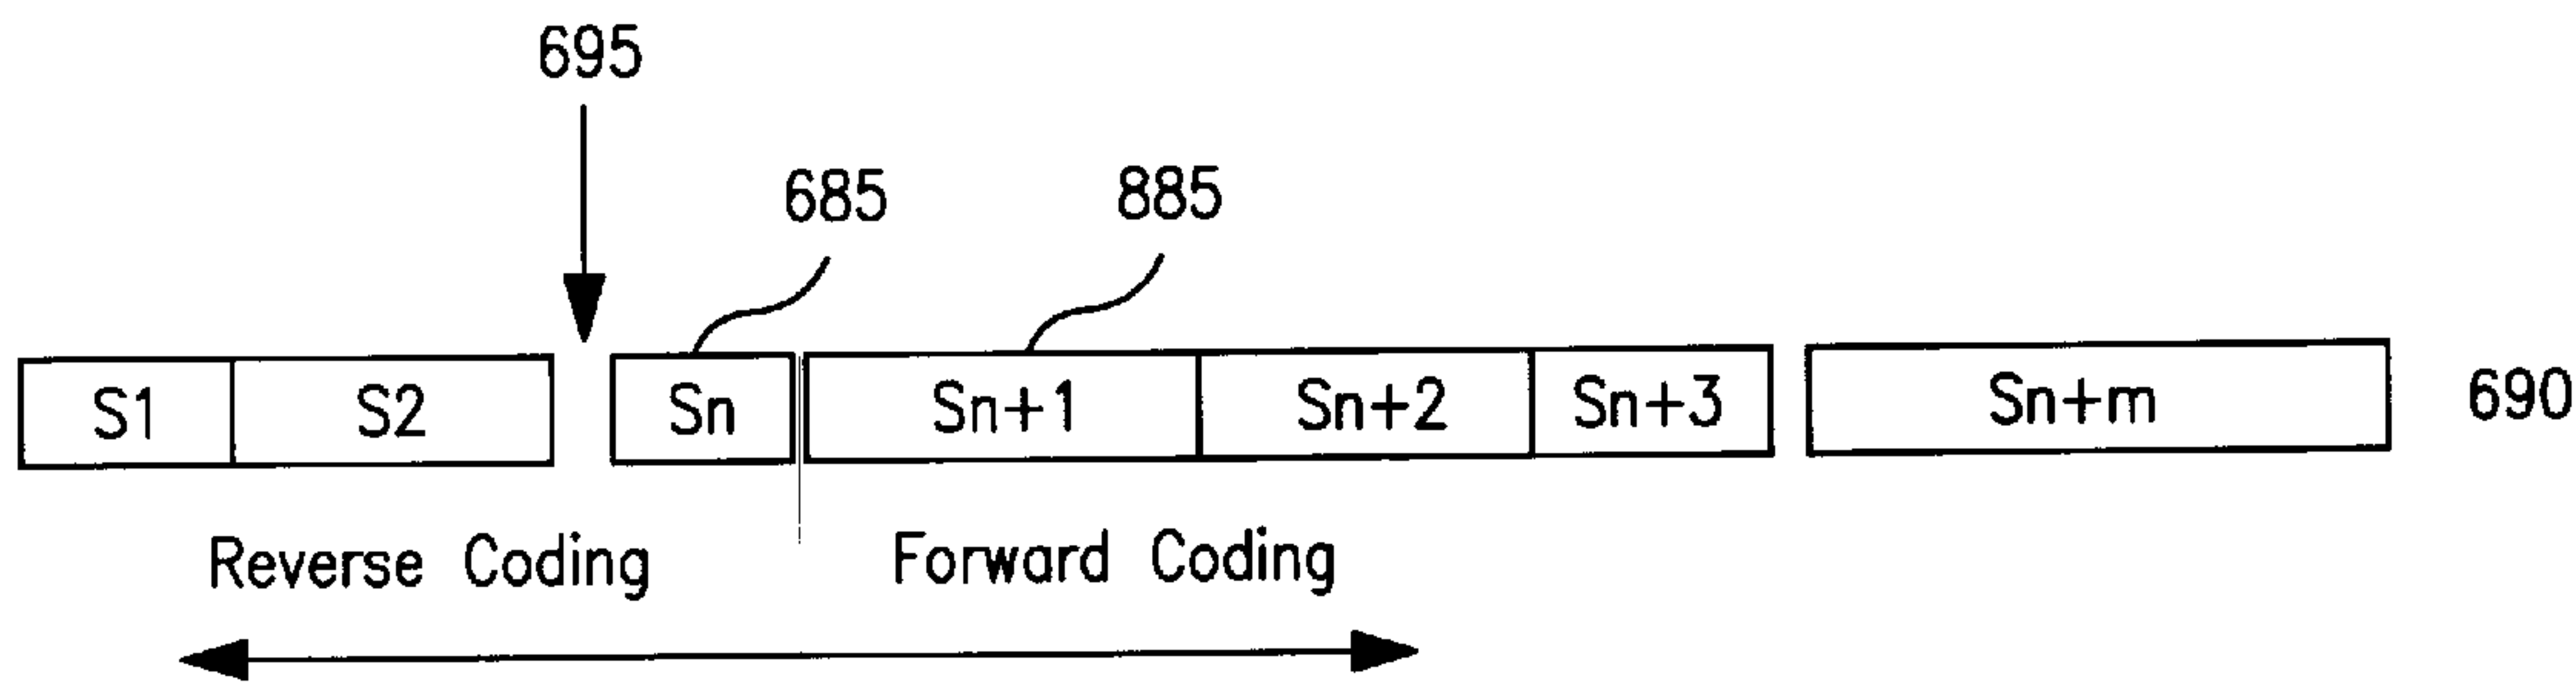 695
685 885
S1 S2 Sn Sn+1 Sn+2 Sn+3 Sn+m 690
Reverse Coding Forward Coding